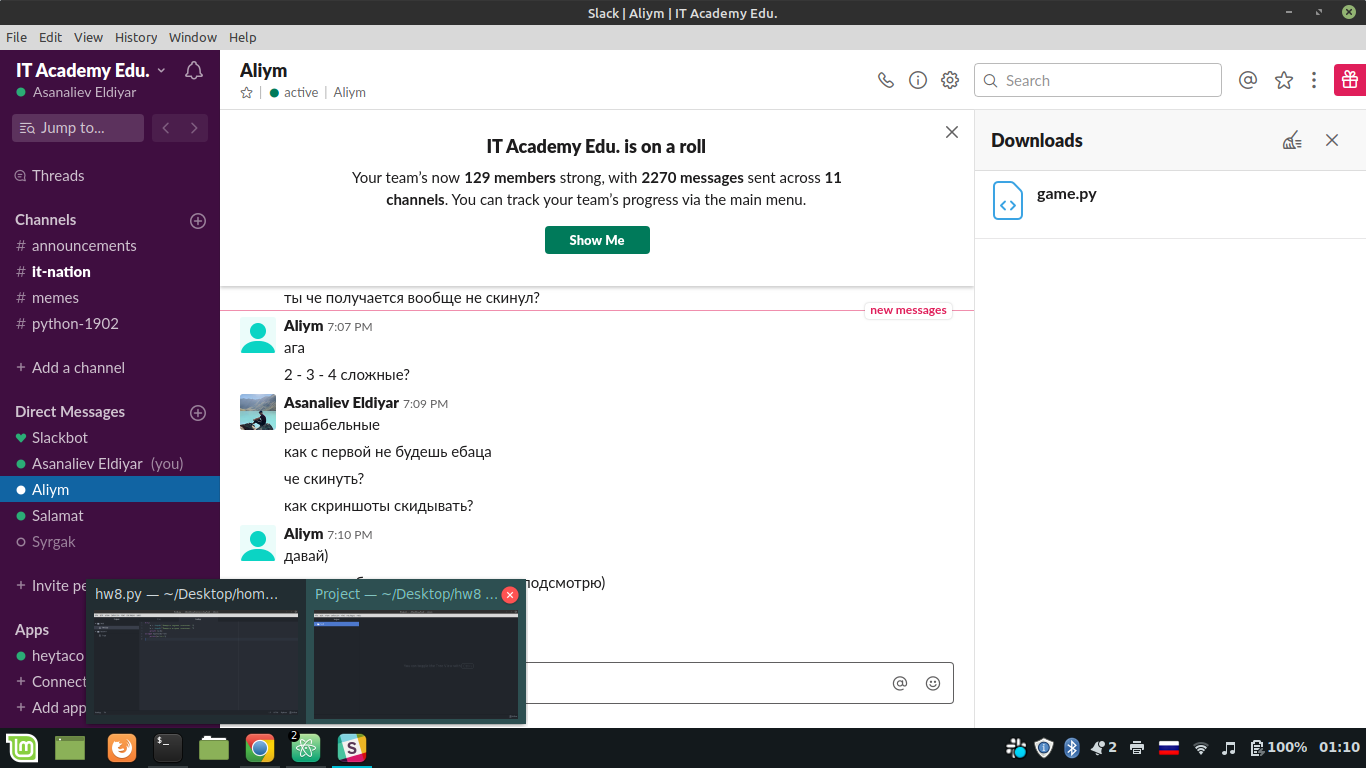 Slack | Aliym | IT Academy Edu.
File Edit View History Window Help
IT Academy Edu.
Asanaliev Eldiyar
Jump to...
Threads
Channels
# announcements
# it-nation
# memes
# python-1902
+ Add a channel
Direct Messages
Slackbot
Asanaliev Eldiyar (you)
Aliym
Salamat
Syrgak
+ Invite pe
Apps
heytaco
+ Connect
+ Add app
Aliym
active | Aliym
Search
IT Academy Edu. is on a roll
Your team's now 129 members strong, with 2270 messages sent across 11
channels. You can track your team's progress via the main menu.
Show Me
ты че получается вообще не скинул?
new messages
Aliym 7:07 PM
ага
2 - 3 - 4 сложные?
Asanaliev Eldiyar 7:09 PM
решабельные
как с первой не будешь ебаца
че скинуть?
как скриншоты скидывать?
Aliym 7:10 PM
давай)
подсмотрю)
Downloads
game.py
hw8.py — ~/Desktop/hom...
Project — ~/Desktop/hw8 ...
$_
2
S
2
100%
01:10